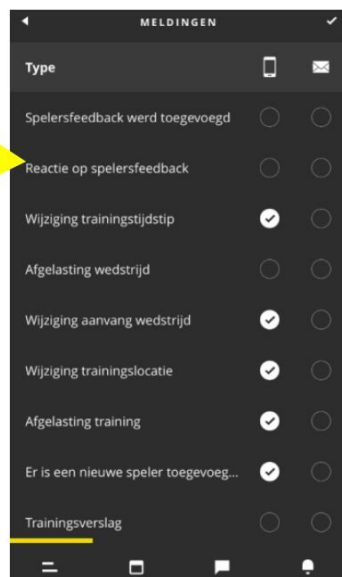 MELDINGEN
Type
Spelersfeedback werd toegevoegd
Reactie op spelersfeedback
Wijziging trainingstijdstip
Afgelasting wedstrijd
Wijziging aanvang wedstrijd
Wijziging trainingslocatie
Afgelasting training
Er is een nieuwe speler toegevoeg...
Trainingsverslag